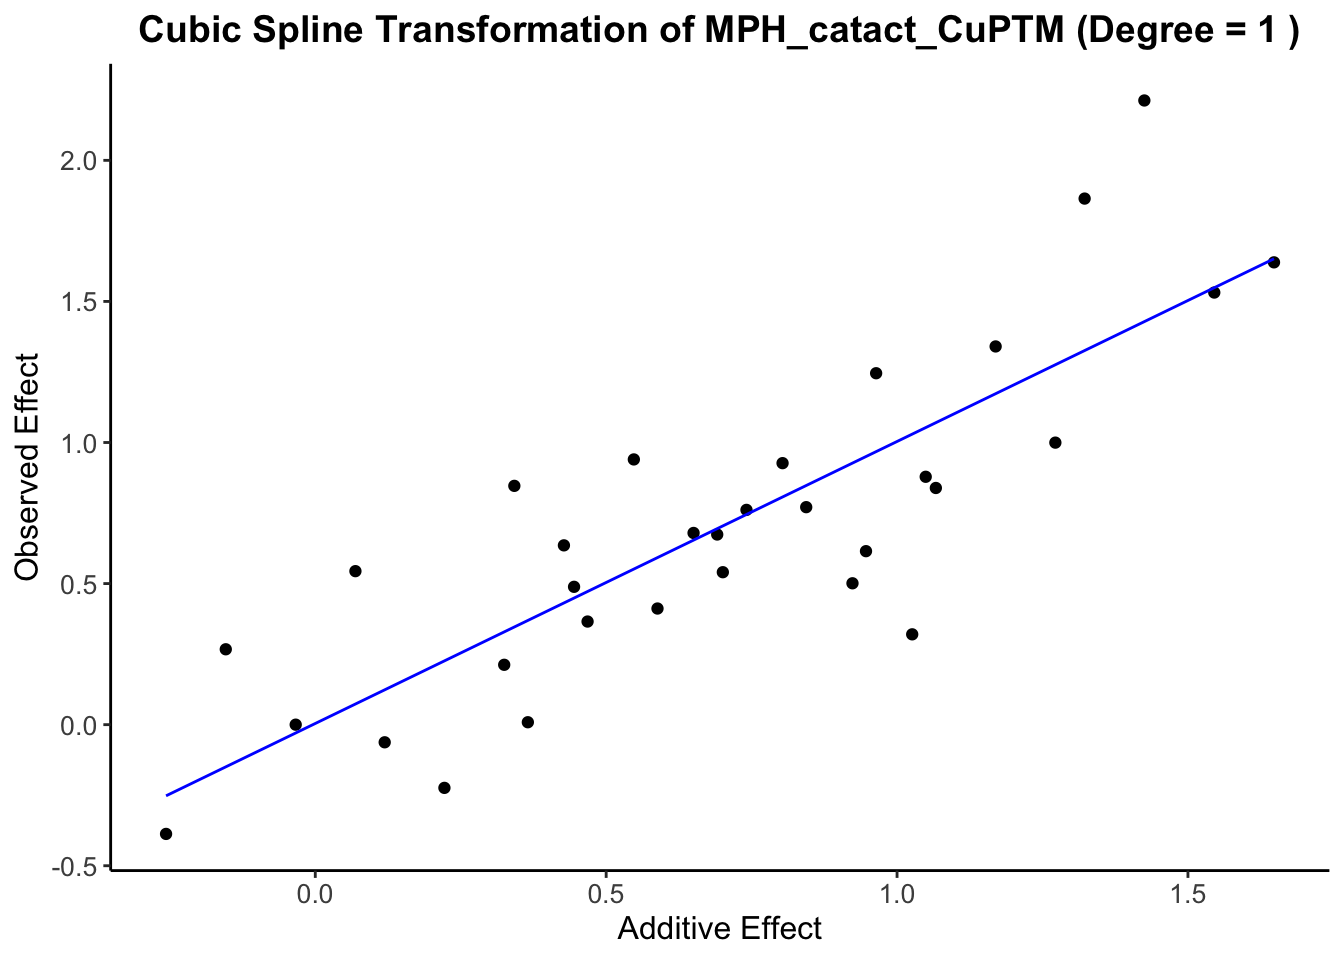 Cubic Spline Transformation of MPH_catact_CuPTM (Degree = 1 )
Observed Effect
2.0
1.5
1.0
0.5
0.0
-0.5
0.0 0.5 1.0 1.5
Additive Effect